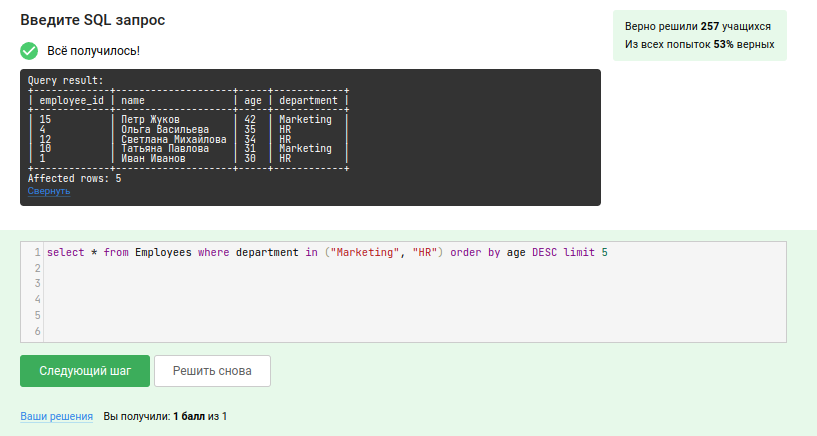 Введите SQL запрос
Верно решили 257 учащихся
Из всех попыток 53% верных
Всё получилось!
Query result:
+-------------+--------------------+-----+------------+
| employee_id | name               | age | department |
+-------------+--------------------+-----+------------+
| 15          | Петр Жуков         | 42  | Marketing  |
| 4           | Ольга Васильева    | 35  | HR         |
| 12          | Светлана Михайлова | 34  | HR         |
| 10          | Татьяна Павлова    | 31  | Marketing  |
| 1           | Иван Иванов        | 30  | HR         |
+-------------+--------------------+-----+------------+
Affected rows: 5
Свернуть
1 select * from Employees where department in ("Marketing", "HR") order by age DESC limit 5
2
3
4
5
6
Следующий шаг Решить снова
Ваши решения Вы получили: 1 балл из 1